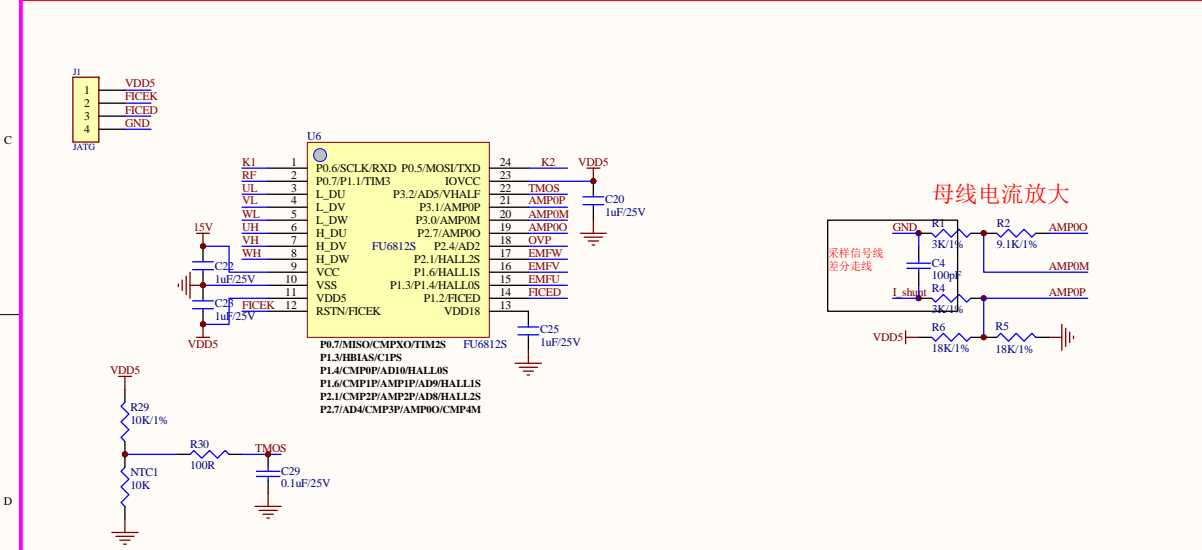 J1
1 VDD5
2 FICEK
3 FICED
4 GND
JATG
C
U6
K1 1 P0.6/SCLK/RXD P0.5/MOSI/TXD 24 K2
RF 2 P0.7/P1.1/TIM3 IOVCC 23 VDD5
UL 3 L_DU P3.2/AD5/VHALF 22 TMOS
VL 4 L_DV P3.1/AMP0P 21 AMP0P
WL 5 L_DW P3.0/AMP0M 20 AMP0M
UH 6 H_DU P2.7/AMP0O 19 AMP0O
VH 7 H_DV FU6812S P2.4/AD2 18 OVP
WH 8 H_DW P2.1/HALL2S 17 EMFW
9 VCC P1.6/HALL1S 16 EMFV
10 VSS P1.3/P1.4/HALL0S 15 EMFU
11 VDD5 P1.2/FICED 14 FICED
FICEK 12 RSTN/FICEK VDD18 13
FU6812S
15V
C22
1uF/25V
C23
1uF/25V
VDD5
C20
1uF/25V
C25
1uF/25V
P0.7/MISO/CMPXO/TIM2S
P1.3/HBIAS/C1PS
P1.4/CMP0P/AD10/HALL0S
P1.6/CMP1P/AMP1P/AD9/HALL1S
P2.1/CMP2P/AMP2P/AD8/HALL2S
P2.7/AD4/CMP3P/AMP0O/CMP4M
母线电流放大
GND R1 R2 AMP0O
3K/1% 9.1K/1%
采样信号线
差分走线
C4
100pF
AMP0M
I_shunt R4 AMP0P
3K/1%
VDD5 R6 R5
18K/1% 18K/1%
VDD5
R29
10K/1%
R30
100R
TMOS
NTC1
10K
C29
0.1uF/25V
D